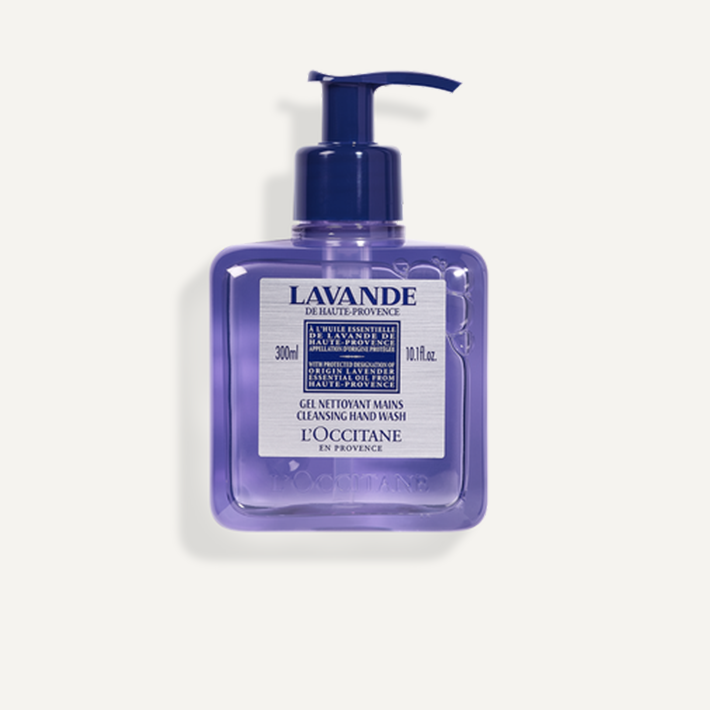 LAVANDE
DE HAUTE-PROVENCE
À L'HUILE ESSENTIELLE
DE LAVANDE DE
HAUTE-PROVENCE
APPELLATION D'ORIGINE PROTÉGÉE
300ml
10.1fl.oz.
WITH PROTECTED DESIGNATION OF
ORIGIN LAVENDER
ESSENTIAL OIL FROM
HAUTE-PROVENCE
GEL NETTOYANT MAINS
CLEANSING HAND WASH
L'OCCITANE
EN PROVENCE
L'OCCITANE